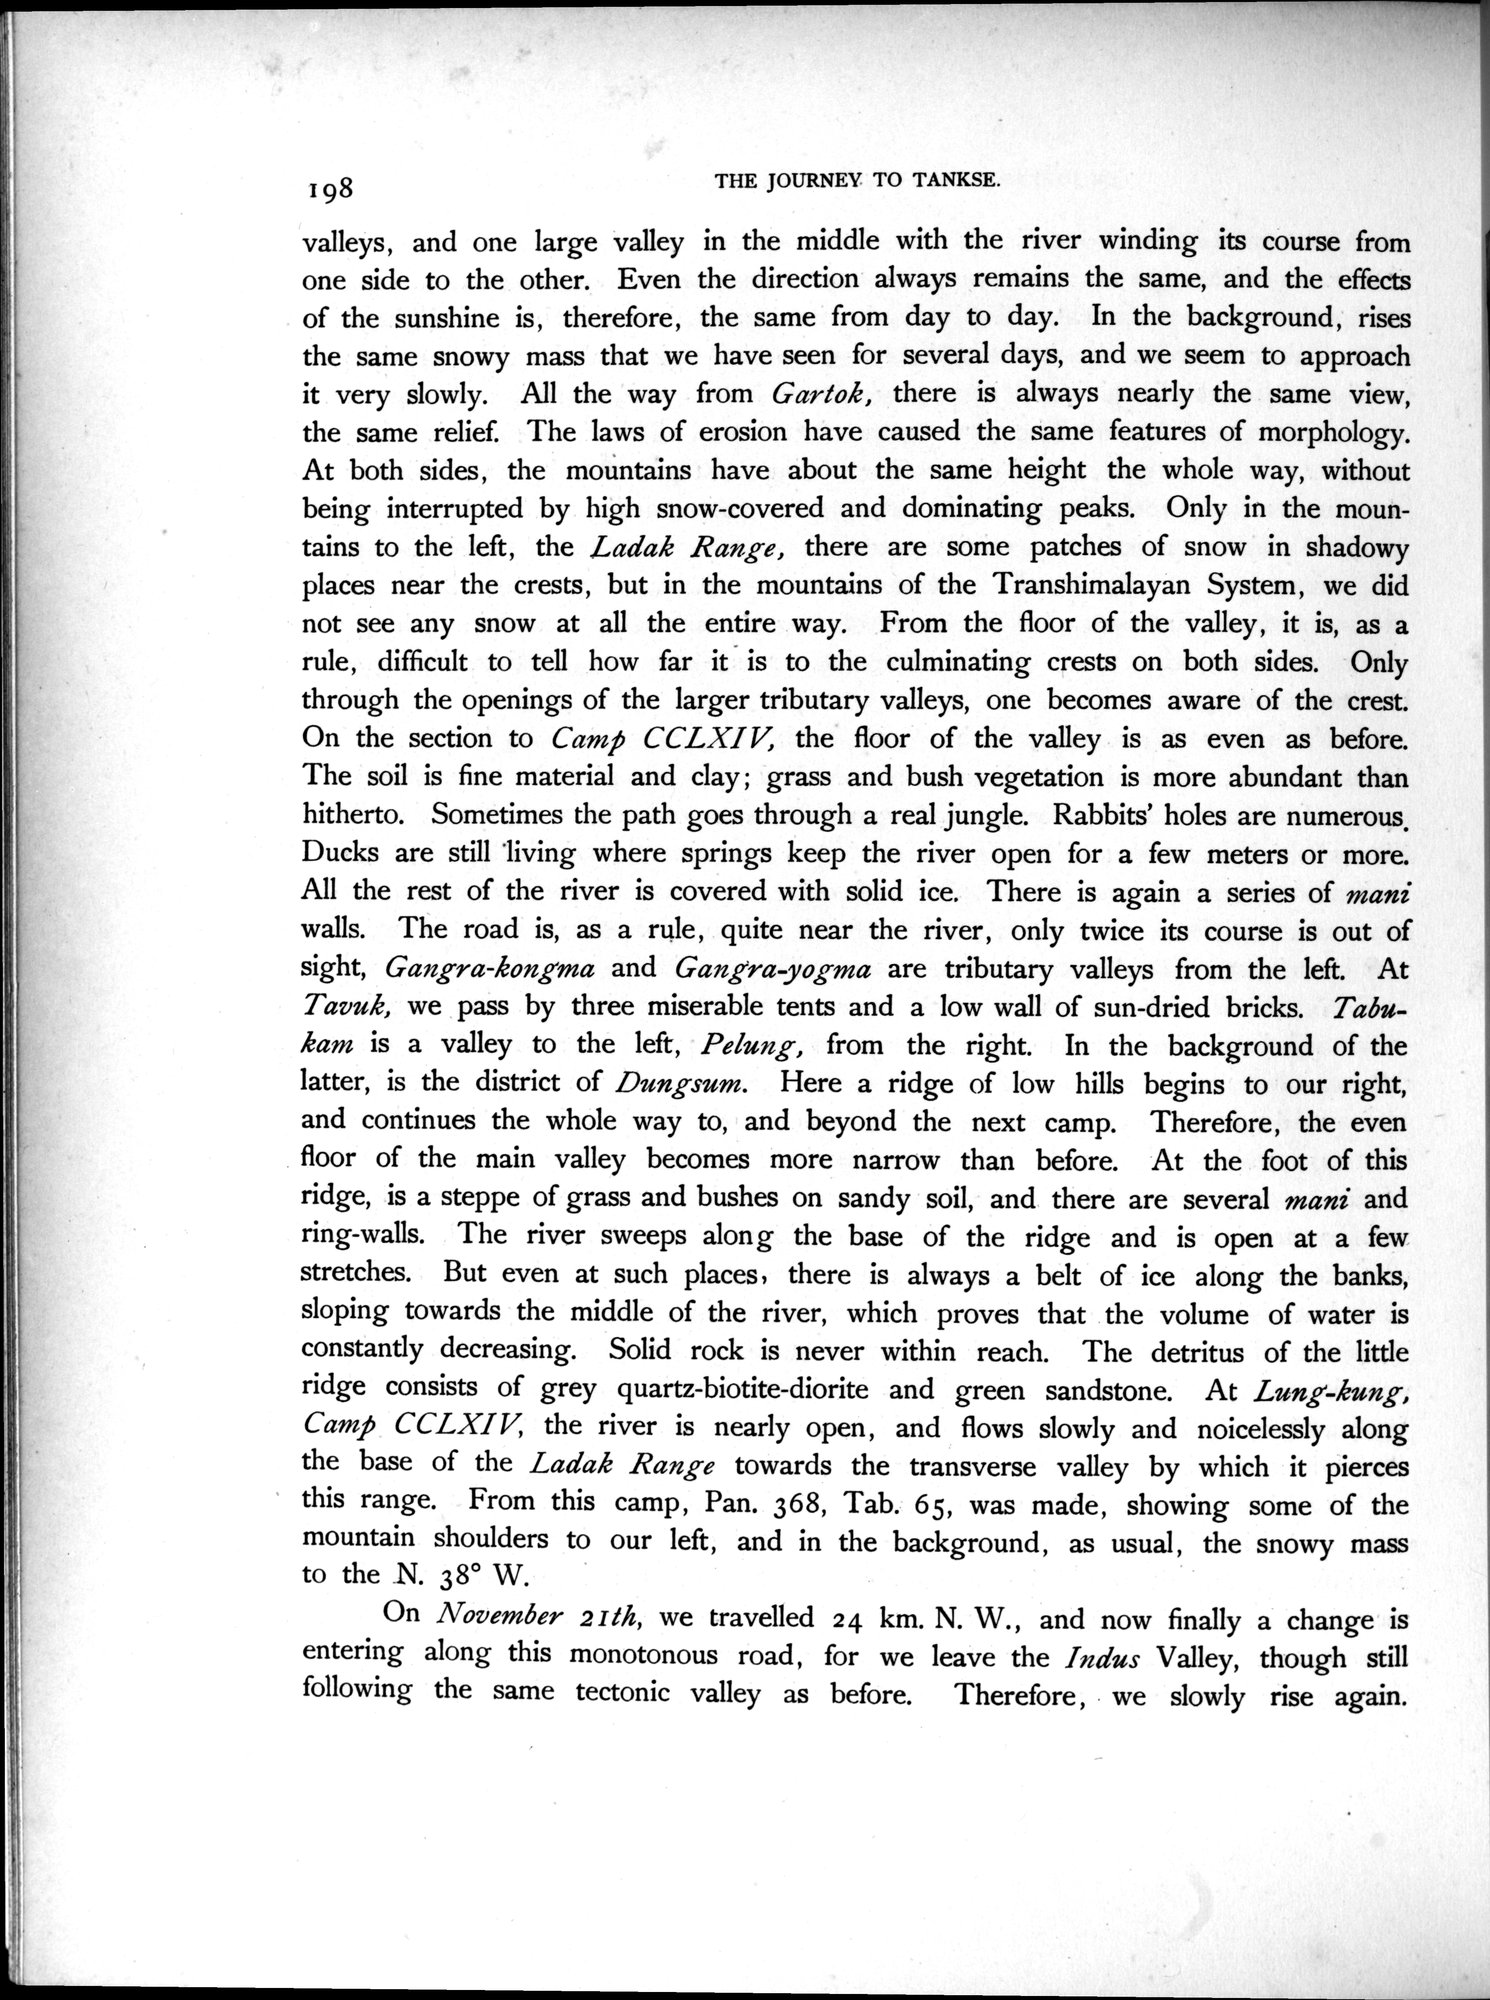 198
THE JOURNEY TO TANKSE.
valleys, and one large valley in the middle with the river winding its course from
one side to the other. Even the direction always remains the same, and the effects
of the sunshine is, therefore, the same from day to day. In the background, rises
the same snowy mass that we have seen for several days, and we seem to approach
it very slowly. All the way from Gartok, there is always nearly the same view,
the same relief. The laws of erosion have caused the same features of morphology.
At both sides, the mountains have about the same height the whole way, without
being interrupted by high snow-covered and dominating peaks. Only in the moun-
tains to the left, the Ladak Range, there are some patches of snow in shadowy
places near the crests, but in the mountains of the Transhimalayan System, we did
not see any snow at all the entire way. From the floor of the valley, it is, as a
rule, difficult to tell how far it is to the culminating crests on both sides. Only
through the openings of the larger tributary valleys, one becomes aware of the crest.
On the section to Camp CCLXIV, the floor of the valley is as even as before.
The soil is fine material and clay; grass and bush vegetation is more abundant than
hitherto. Sometimes the path goes through a real jungle. Rabbits' holes are numerous.
Ducks are still living where springs keep the river open for a few meters or more.
All the rest of the river is covered with solid ice. There is again a series of mani
walls. The road is, as a rule, quite near the river, only twice its course is out of
sight, Gangra-kongma and Gangra-yogma are tributary valleys from the left. At
Tavuk, we pass by three miserable tents and a low wall of sun-dried bricks. Tabu-
kam is a valley to the left, Pelung, from the right. In the background of the
latter, is the district of Dungsum. Here a ridge of low hills begins to our right,
and continues the whole way to, and beyond the next camp. Therefore, the even
floor of the main valley becomes more narrow than before. At the foot of this
ridge, is a steppe of grass and bushes on sandy soil, and there are several mani and
ring-walls. The river sweeps along the base of the ridge and is open at a few
stretches. But even at such places, there is always a belt of ice along the banks,
sloping towards the middle of the river, which proves that the volume of water is
constantly decreasing. Solid rock is never within reach. The detritus of the little
ridge consists of grey quartz-biotite-diorite and green sandstone. At Lung-kung,
Camp CCLXIV, the river is nearly open, and flows slowly and noicelessly along
the base of the Ladak Range towards the transverse valley by which it pierces
this range. From this camp, Pan. 368, Tab. 65, was made, showing some of the
mountain shoulders to our left, and in the background, as usual, the snowy mass
to the N. 38° W.
On November 21th, we travelled 24 km. N. W., and now finally a change is
entering along this monotonous road, for we leave the Indus Valley, though still
following the same tectonic valley as before. Therefore, we slowly rise again.